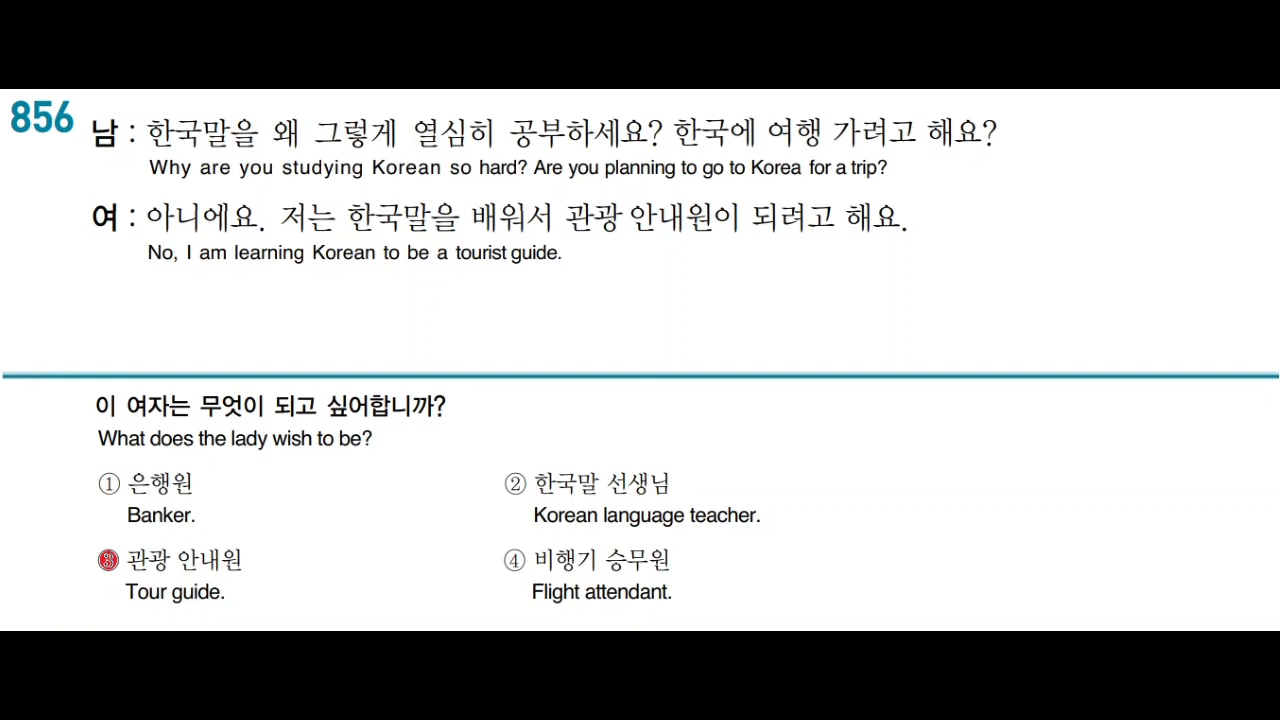 856
남 : 한국말을 왜 그렇게 열심히 공부하세요? 한국에 여행 가려고 해요?
Why are you studying Korean so hard? Are you planning to go to Korea for a trip?
여 : 아니에요. 저는 한국말을 배워서 관광 안내원이 되려고 해요.
No, I am learning Korean to be a tourist guide.
이 여자는 무엇이 되고 싶어합니까?
What does the lady wish to be?
① 은행원 ② 한국말 선생님
Banker. Korean language teacher.
③ 관광 안내원 ④ 비행기 승무원
Tour guide. Flight attendant.